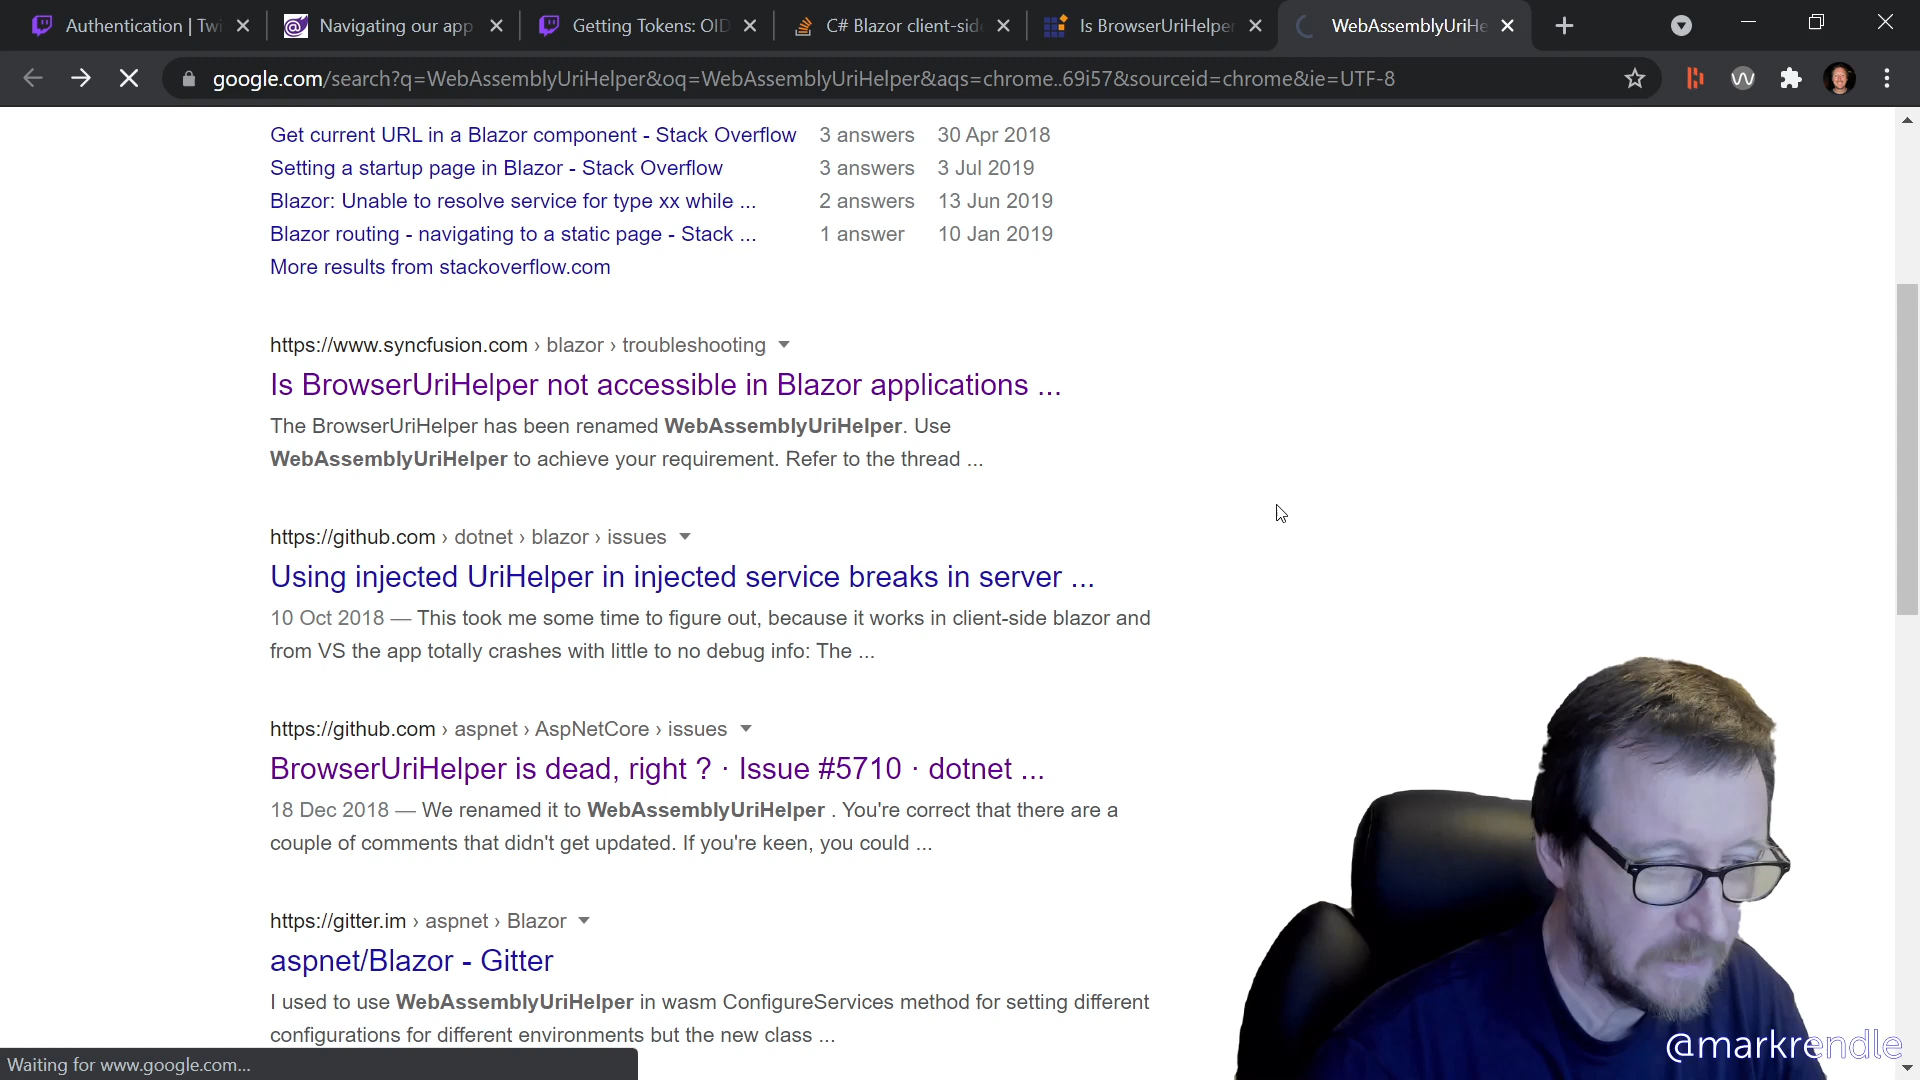 Authentication | Twi
Navigating our app
Getting Tokens: OID
C# Blazor client-side
Is BrowserUriHelper
WebAssemblyUriHe
google.com/search?q=WebAssemblyUriHelper&oq=WebAssemblyUriHelper&aqs=chrome..69i57&sourceid=chrome&ie=UTF-8
Get current URL in a Blazor component - Stack Overflow 3 answers 30 Apr 2018
Setting a startup page in Blazor - Stack Overflow 3 answers 3 Jul 2019
Blazor: Unable to resolve service for type xx while ... 2 answers 13 Jun 2019
Blazor routing - navigating to a static page - Stack ... 1 answer 10 Jan 2019
More results from stackoverflow.com
https://www.syncfusion.com › blazor › troubleshooting
Is BrowserUriHelper not accessible in Blazor applications ...
The BrowserUriHelper has been renamed WebAssemblyUriHelper. Use
WebAssemblyUriHelper to achieve your requirement. Refer to the thread ...
https://github.com › dotnet › blazor › issues
Using injected UriHelper in injected service breaks in server ...
10 Oct 2018 — This took me some time to figure out, because it works in client-side blazor and
from VS the app totally crashes with little to no debug info: The ...
https://github.com › aspnet › AspNetCore › issues
BrowserUriHelper is dead, right ? · Issue #5710 · dotnet ...
18 Dec 2018 — We renamed it to WebAssemblyUriHelper . You're correct that there are a
couple of comments that didn't get updated. If you're keen, you could ...
https://gitter.im › aspnet › Blazor
aspnet/Blazor - Gitter
I used to use WebAssemblyUriHelper in wasm ConfigureServices method for setting different
configurations for different environments but the new class ...
Waiting for www.google.com...
@markrendle